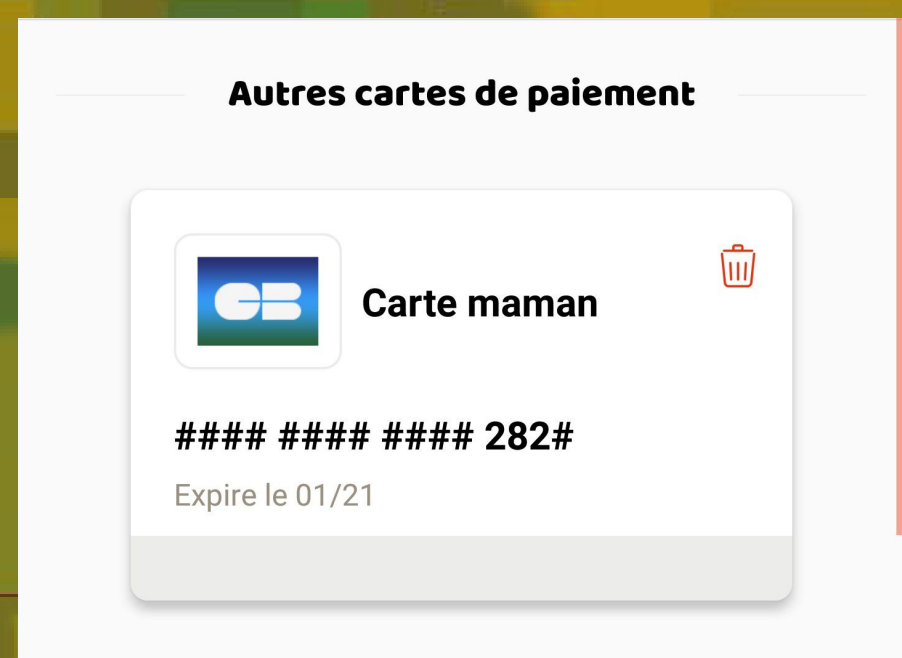 Autres cartes de paiement
CB
Carte maman
#### #### #### 282#
Expire le 01/21